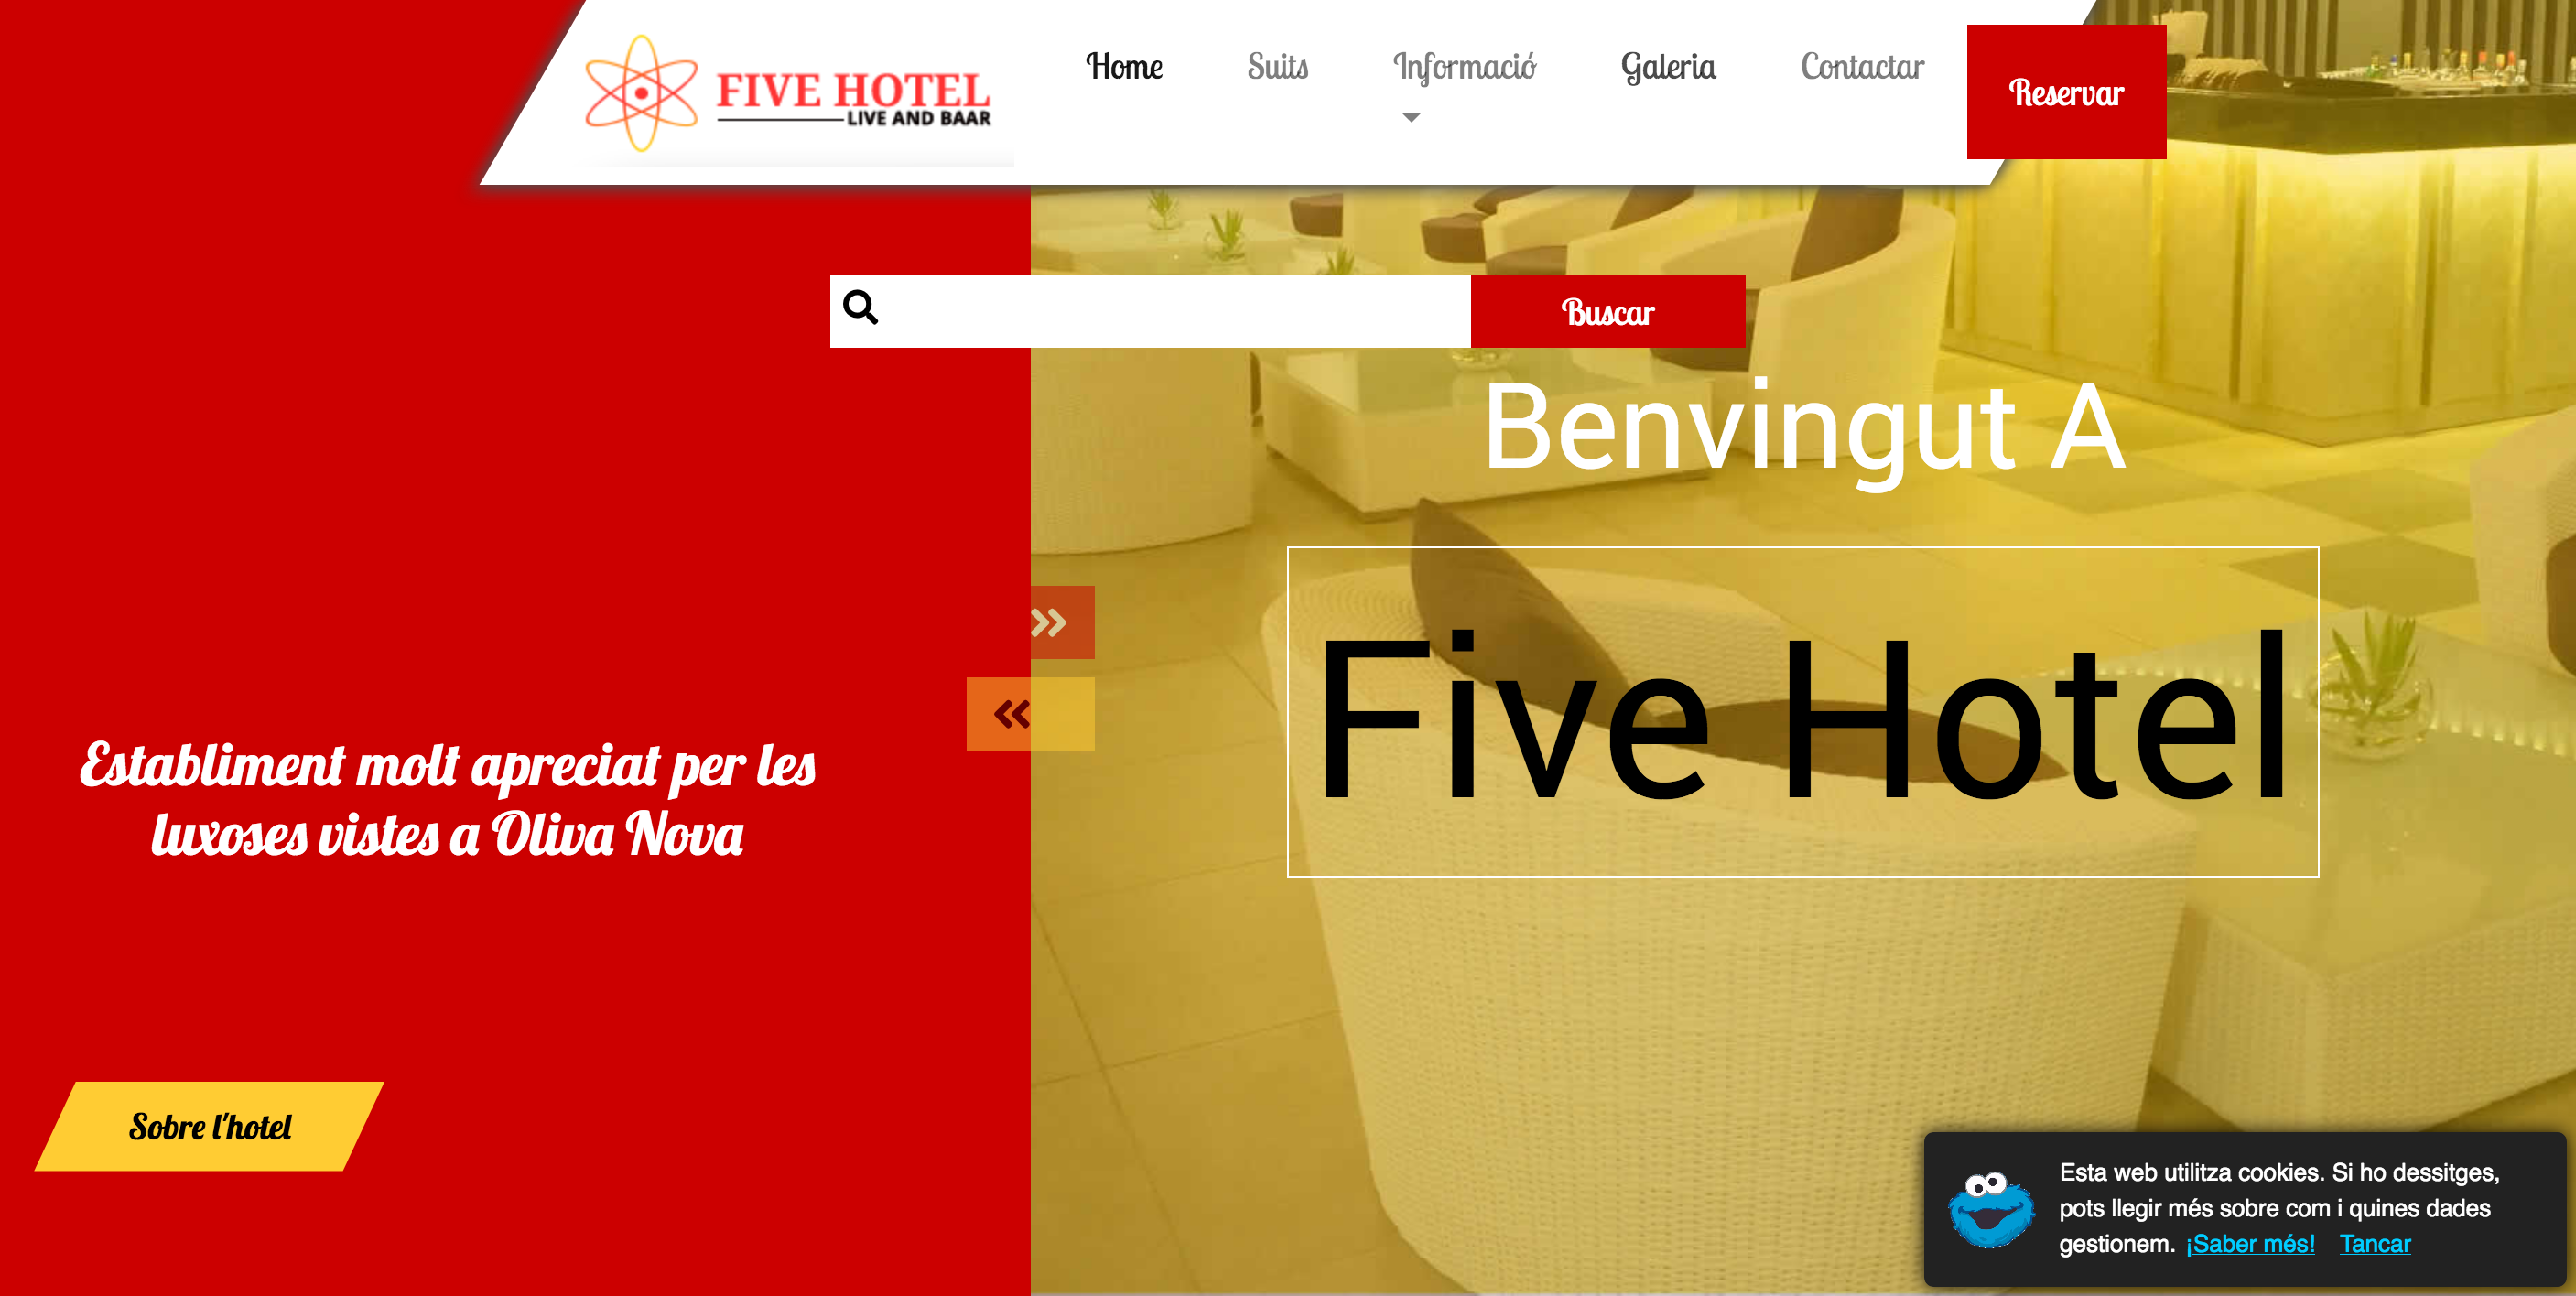 FIVE HOTEL
LIVE AND BAAR
Home
Suits
Informació
Galeria
Contactar
Reservar
Buscar
Benvingut A
Five Hotel
Establiment molt apreciat per les
luxoses vistes a Oliva Nova
Sobre l'hotel
Esta web utilitza cookies. Si ho dessitges,
pots llegir més sobre com i quines dades
gestionem. ¡Saber més! Tancar